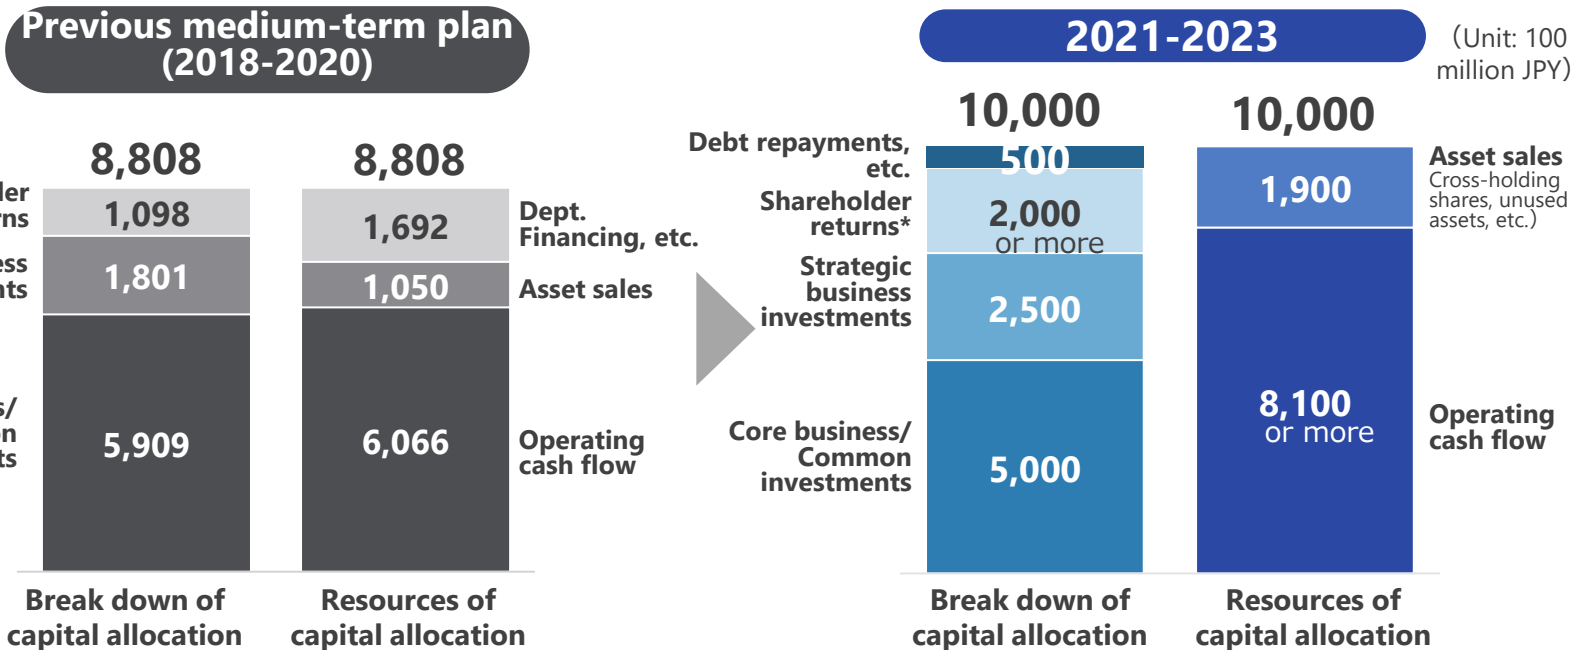 Previous medium-term plan
(2018-2020)
2021-2023
(Unit: 100
million JPY)
8,808
1,098
1,801
5,909
Break down of
capital allocation
8,808
1,692
1,050
6,066
Dept.
Financing, etc.
Asset sales
Operating
cash flow
Resources of
capital allocation
10,000
Debt repayments,
etc.
500
Shareholder
returns*
2,000
or more
Strategic
business
investments
2,500
Core business/
Common
investments
5,000
Break down of
capital allocation
10,000
1,900
Asset sales
Cross-holding
shares, unused
assets, etc.)
8,100
or more
Operating
cash flow
Resources of
capital allocation